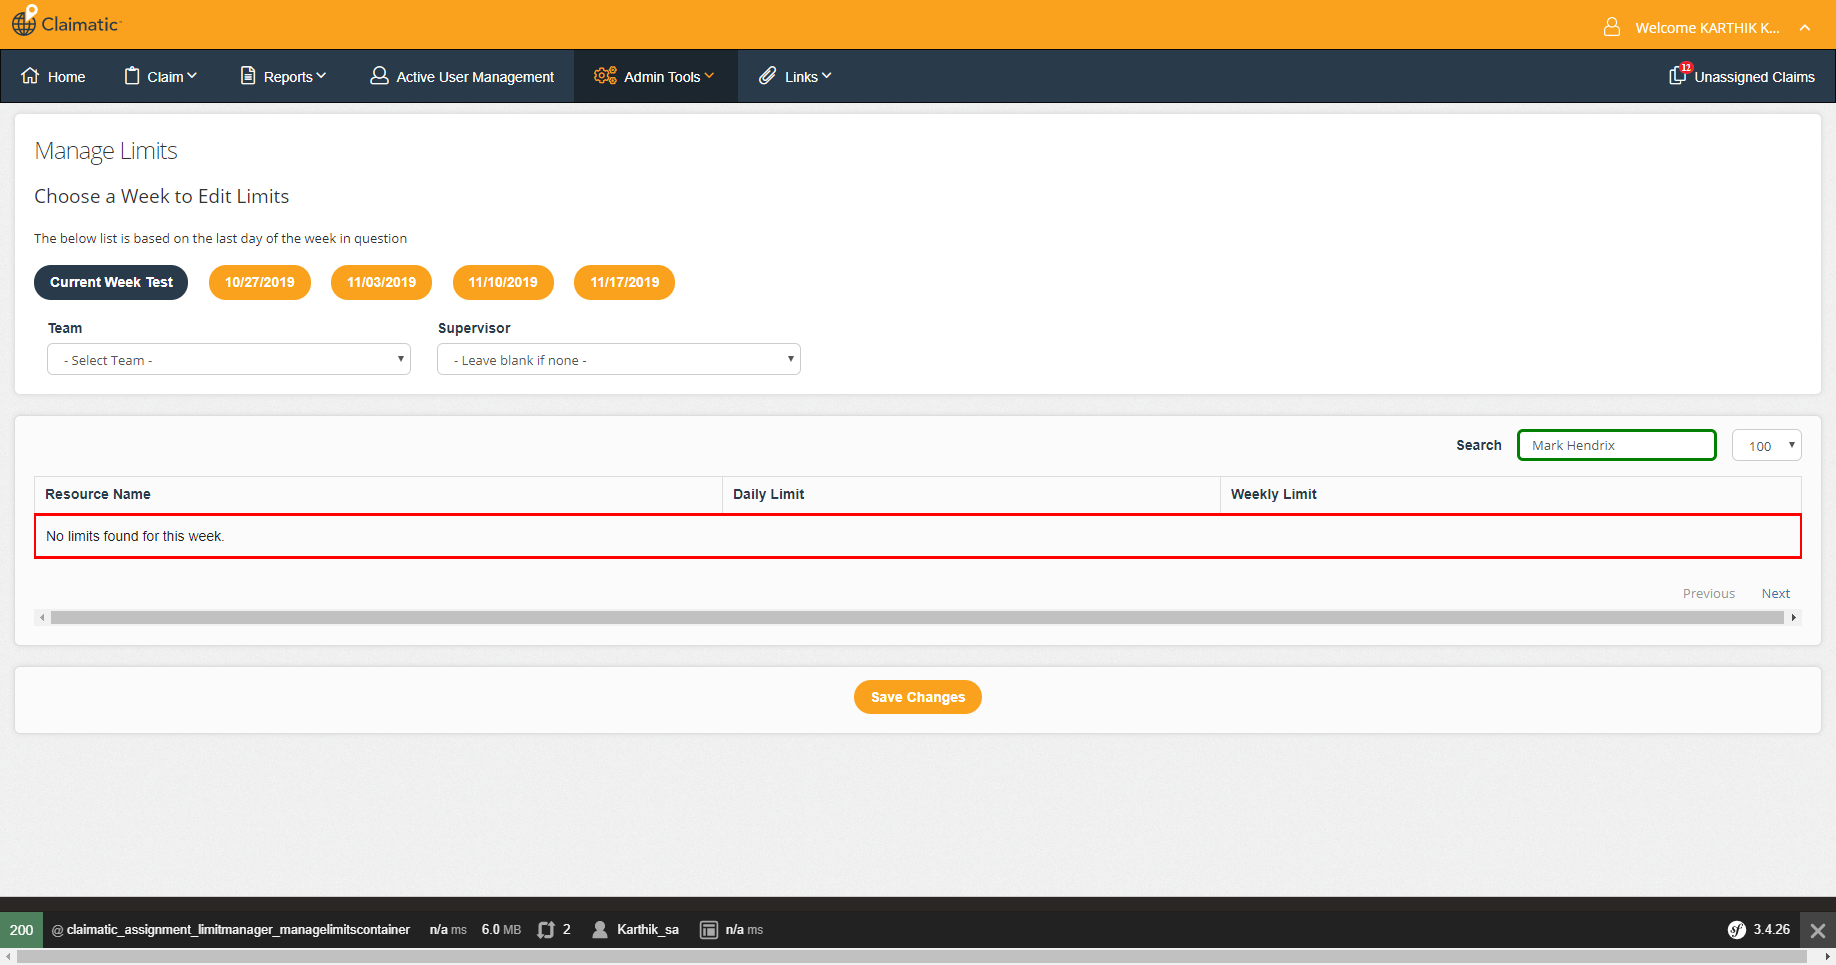 Claimatic
Welcome KARTHIK K...
Home
Claim
Reports
Active User Management
Admin Tools
Links
12
Unassigned Claims
Manage Limits
Choose a Week to Edit Limits
The below list is based on the last day of the week in question
Current Week Test
10/27/2019
11/03/2019
11/10/2019
11/17/2019
Team
Supervisor
- Select Team -
- Leave blank if none -
Search
Mark Hendrix
100
Resource Name
Daily Limit
Weekly Limit
No limits found for this week.
Previous
Next
Save Changes
200
@ claimatic_assignment_limitmanager_managelimitscontainer
n/a ms
6.0 MB
2
Karthik_sa
n/a ms
sf
3.4.26